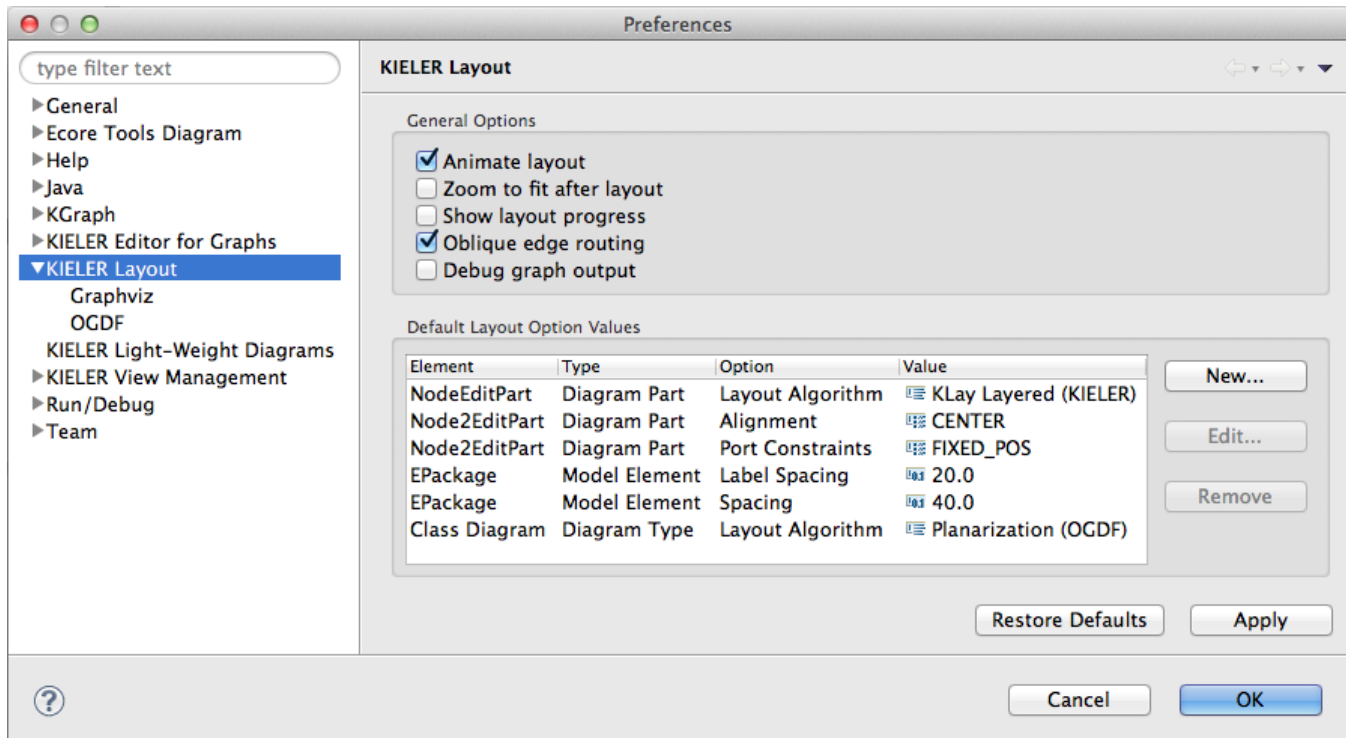 Preferences
type filter text
General
Ecore Tools Diagram
Help
Java
KGraph
KIELER Editor for Graphs
KIELER Layout
Graphviz
OGDF
KIELER Light-Weight Diagrams
KIELER View Management
Run/Debug
Team
KIELER Layout
General Options
Animate layout
Zoom to fit after layout
Show layout progress
Oblique edge routing
Debug graph output
Default Layout Option Values
Element Type Option Value
NodeEditPart Diagram Part Layout Algorithm KLay Layered (KIELER)
Node2EditPart Diagram Part Alignment CENTER
Node2EditPart Diagram Part Port Constraints FIXED_POS
EPackage Model Element Label Spacing 20.0
EPackage Model Element Spacing 40.0
Class Diagram Diagram Type Layout Algorithm Planarization (OGDF)
New...
Edit...
Remove
Restore Defaults Apply
? Cancel OK